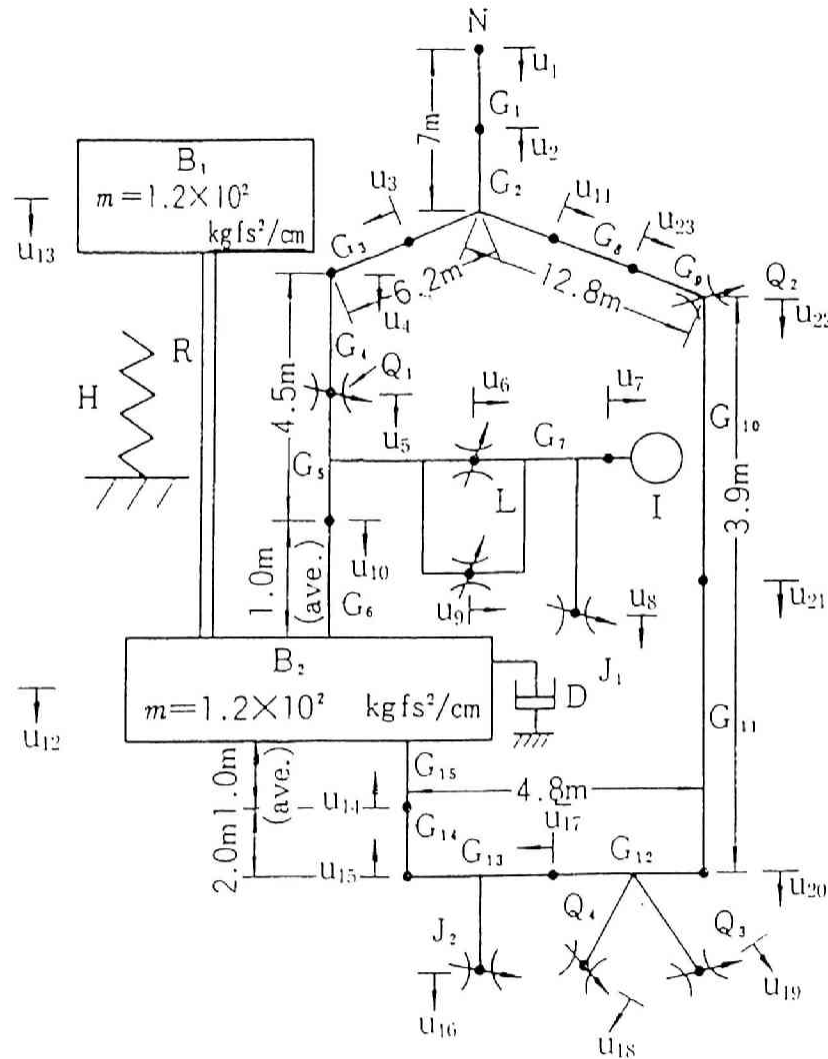 N
u₁
G₁
7m
u₂
G₂
B₁
m=1.2×10²
kgfs²/cm
u₁₃
u₃
u₁₁
G₈
u₂₃
G₉
Q₂
u₂₂
G₁₃
6.2m
12.8m
u₄
G₄
Q₁
R
H
4.5m
u₅
u₆
u₇
G₇
G₁₀
G₅
L
I
3.9m
u₁₀
1.0m
(ave.)
G₆
u₉
u₈
J₁
u₂₁
B₂
m=1.2×10² kgfs²/cm
D
u₁₂
G₁₁
1.0m
(ave.)
G₁₅
4.8m
u₁₄
u₁₇
2.0m
G₁₄
G₁₃
G₁₂
u₁₅
u₂₀
J₂
Q₄
Q₃
u₁₆
u₁₉
u₁₈